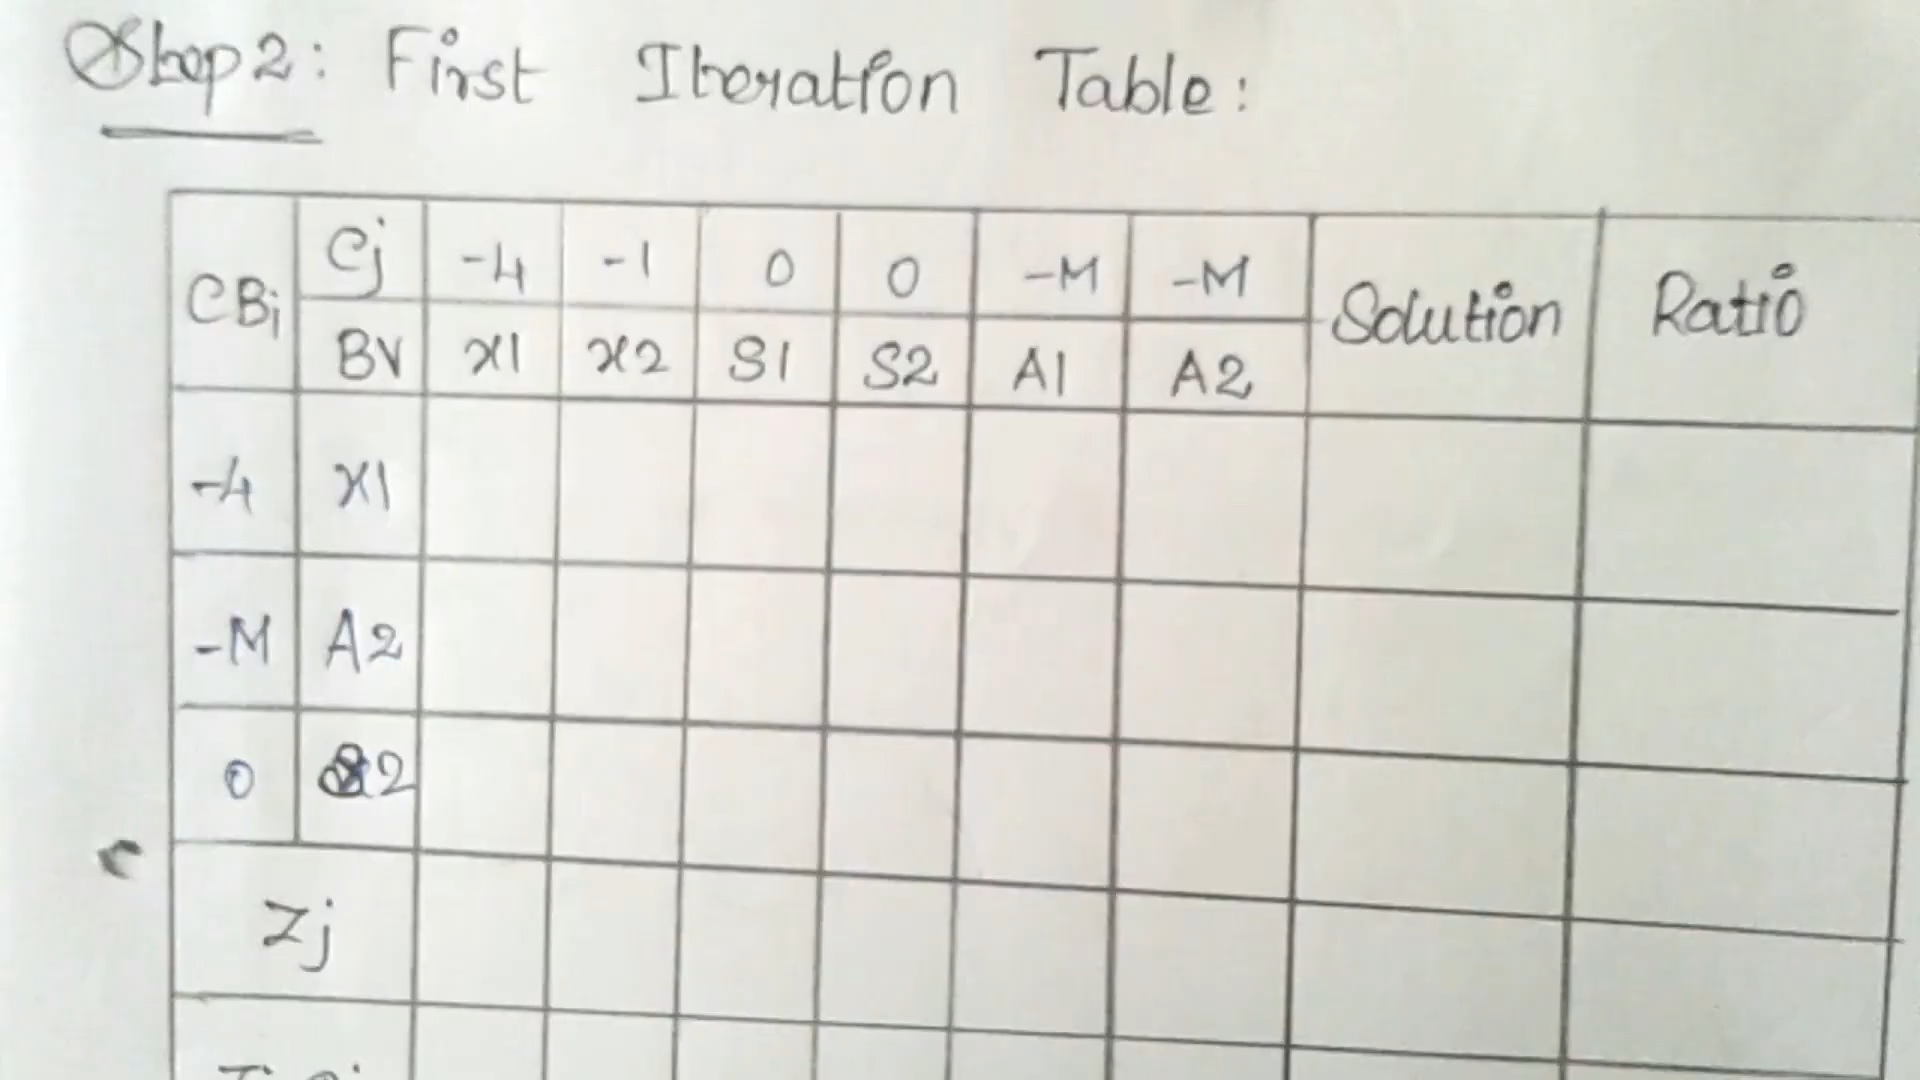 Step 2: First Iteration Table:
CBi Cj -4 -1 0 0 -M -M Solution Ratio
BV x1 x2 S1 S2 A1 A2
-4 x1
-M A2
0 S2
Zj